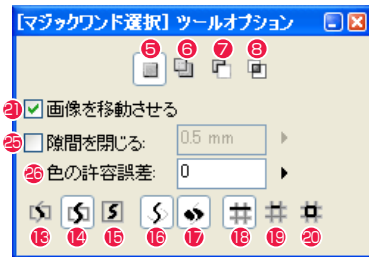 [マジックワンド選択] ツールオプション
5 6 7 8
21 画像を移動させる
25 隙間を閉じる: 0.5 mm
26 色の許容誤差: 0
13 14 15 16 17 18 19 20